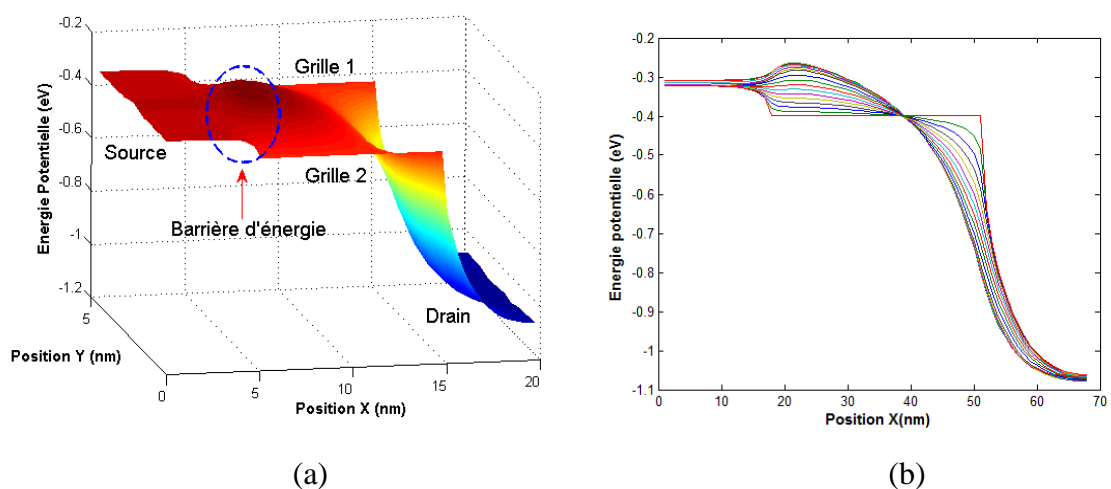 -0.2
-0.4
-0.6
-0.8
-1
-1.2
Energie Potentielle (eV)
Grille 1
Source
Grille 2
Barrière d'énergie
Drain
5
0
Position Y (nm)
0
5
10
15
20
Position X (nm)
(a)
-0.2
-0.3
-0.4
-0.5
-0.6
-0.7
-0.8
-0.9
-1
-1.1
Energie potentielle (eV)
0
10
20
30
40
50
60
70
Position X(nm)
(b)